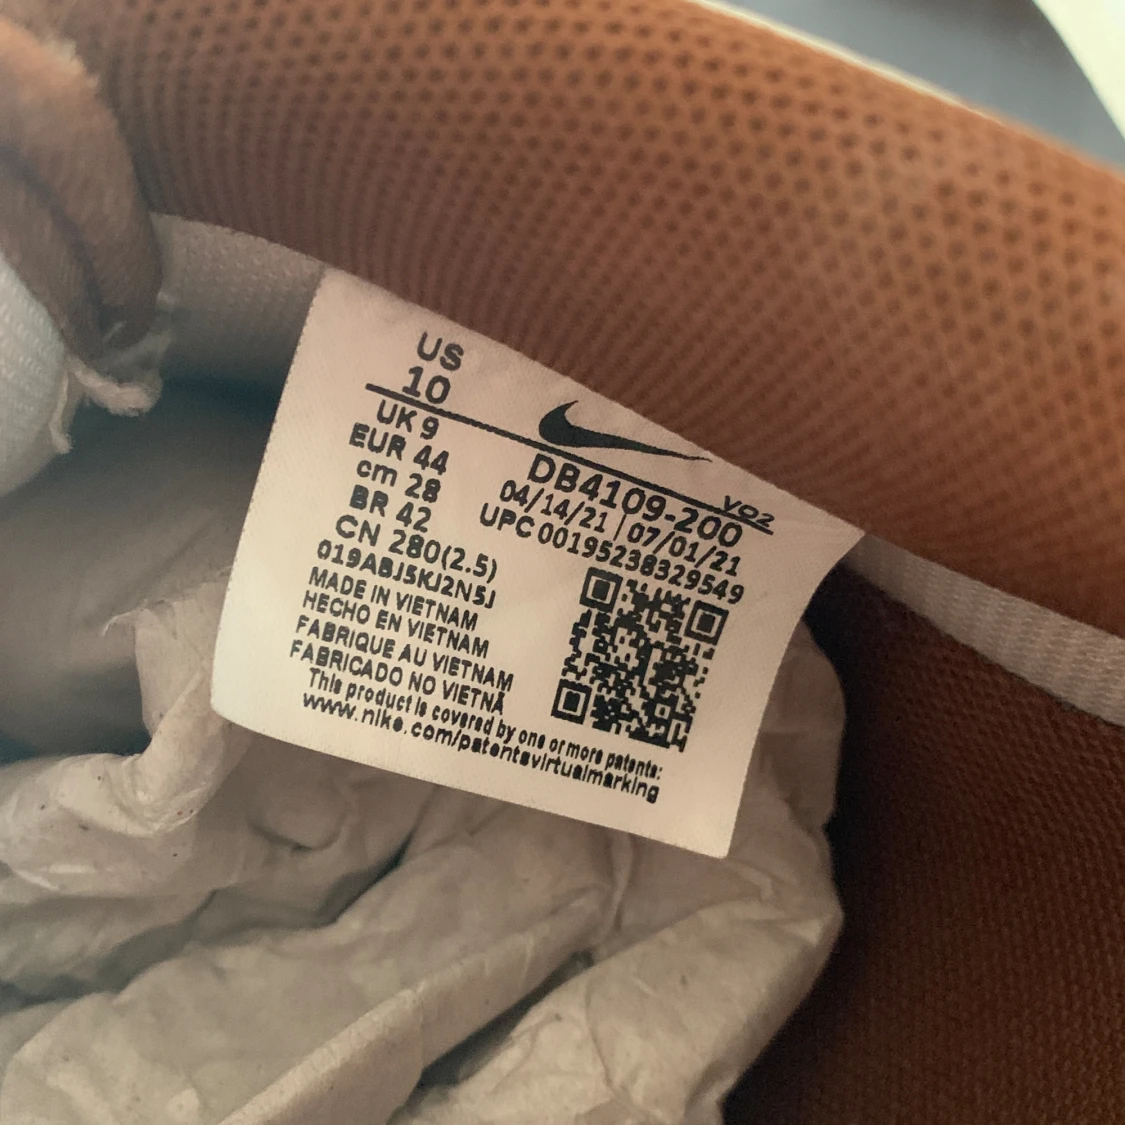 US
10
UK 9
EUR 44
cm 28
BR 42
CN 280(2.5)
019ABJ5KJ2N5J
MADE IN VIETNAM
HECHO EN VIETNAM
FABRIQUE AU VIETNAM
FABRICADO NO VIETNÃ
This product is covered by one or more patents:
www.nike.com/patentsvirtualmarking
VO2
DB4109-200
04/14/21 | 07/01/21
UPC 00195238329549